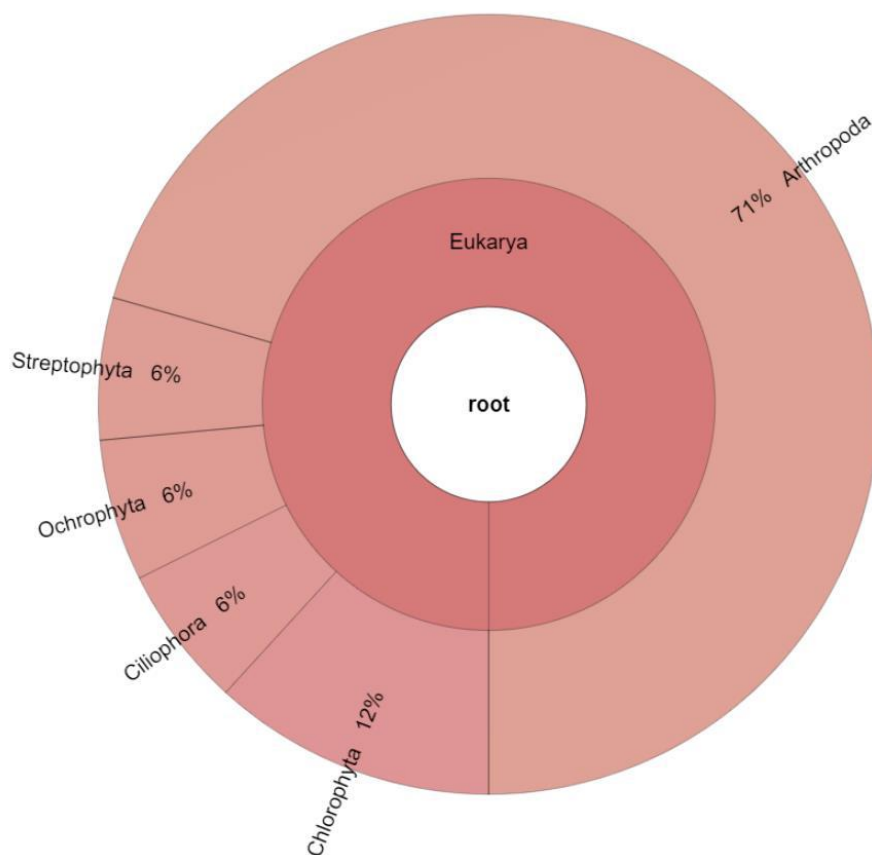 71% Arthropoda
Eukarya
Streptophyta 6%
root
Ochrophyta 6%
Ciliophora 6%
Chlorophyta 12%